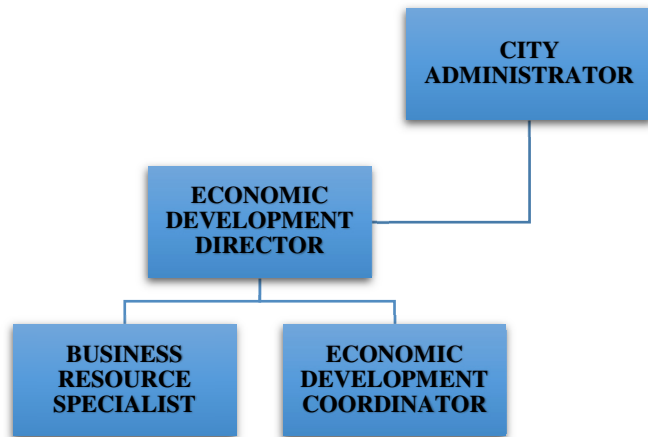 CITY
ADMINISTRATOR
ECONOMIC
DEVELOPMENT
DIRECTOR
BUSINESS
RESOURCE
SPECIALIST
ECONOMIC
DEVELOPMENT
COORDINATOR